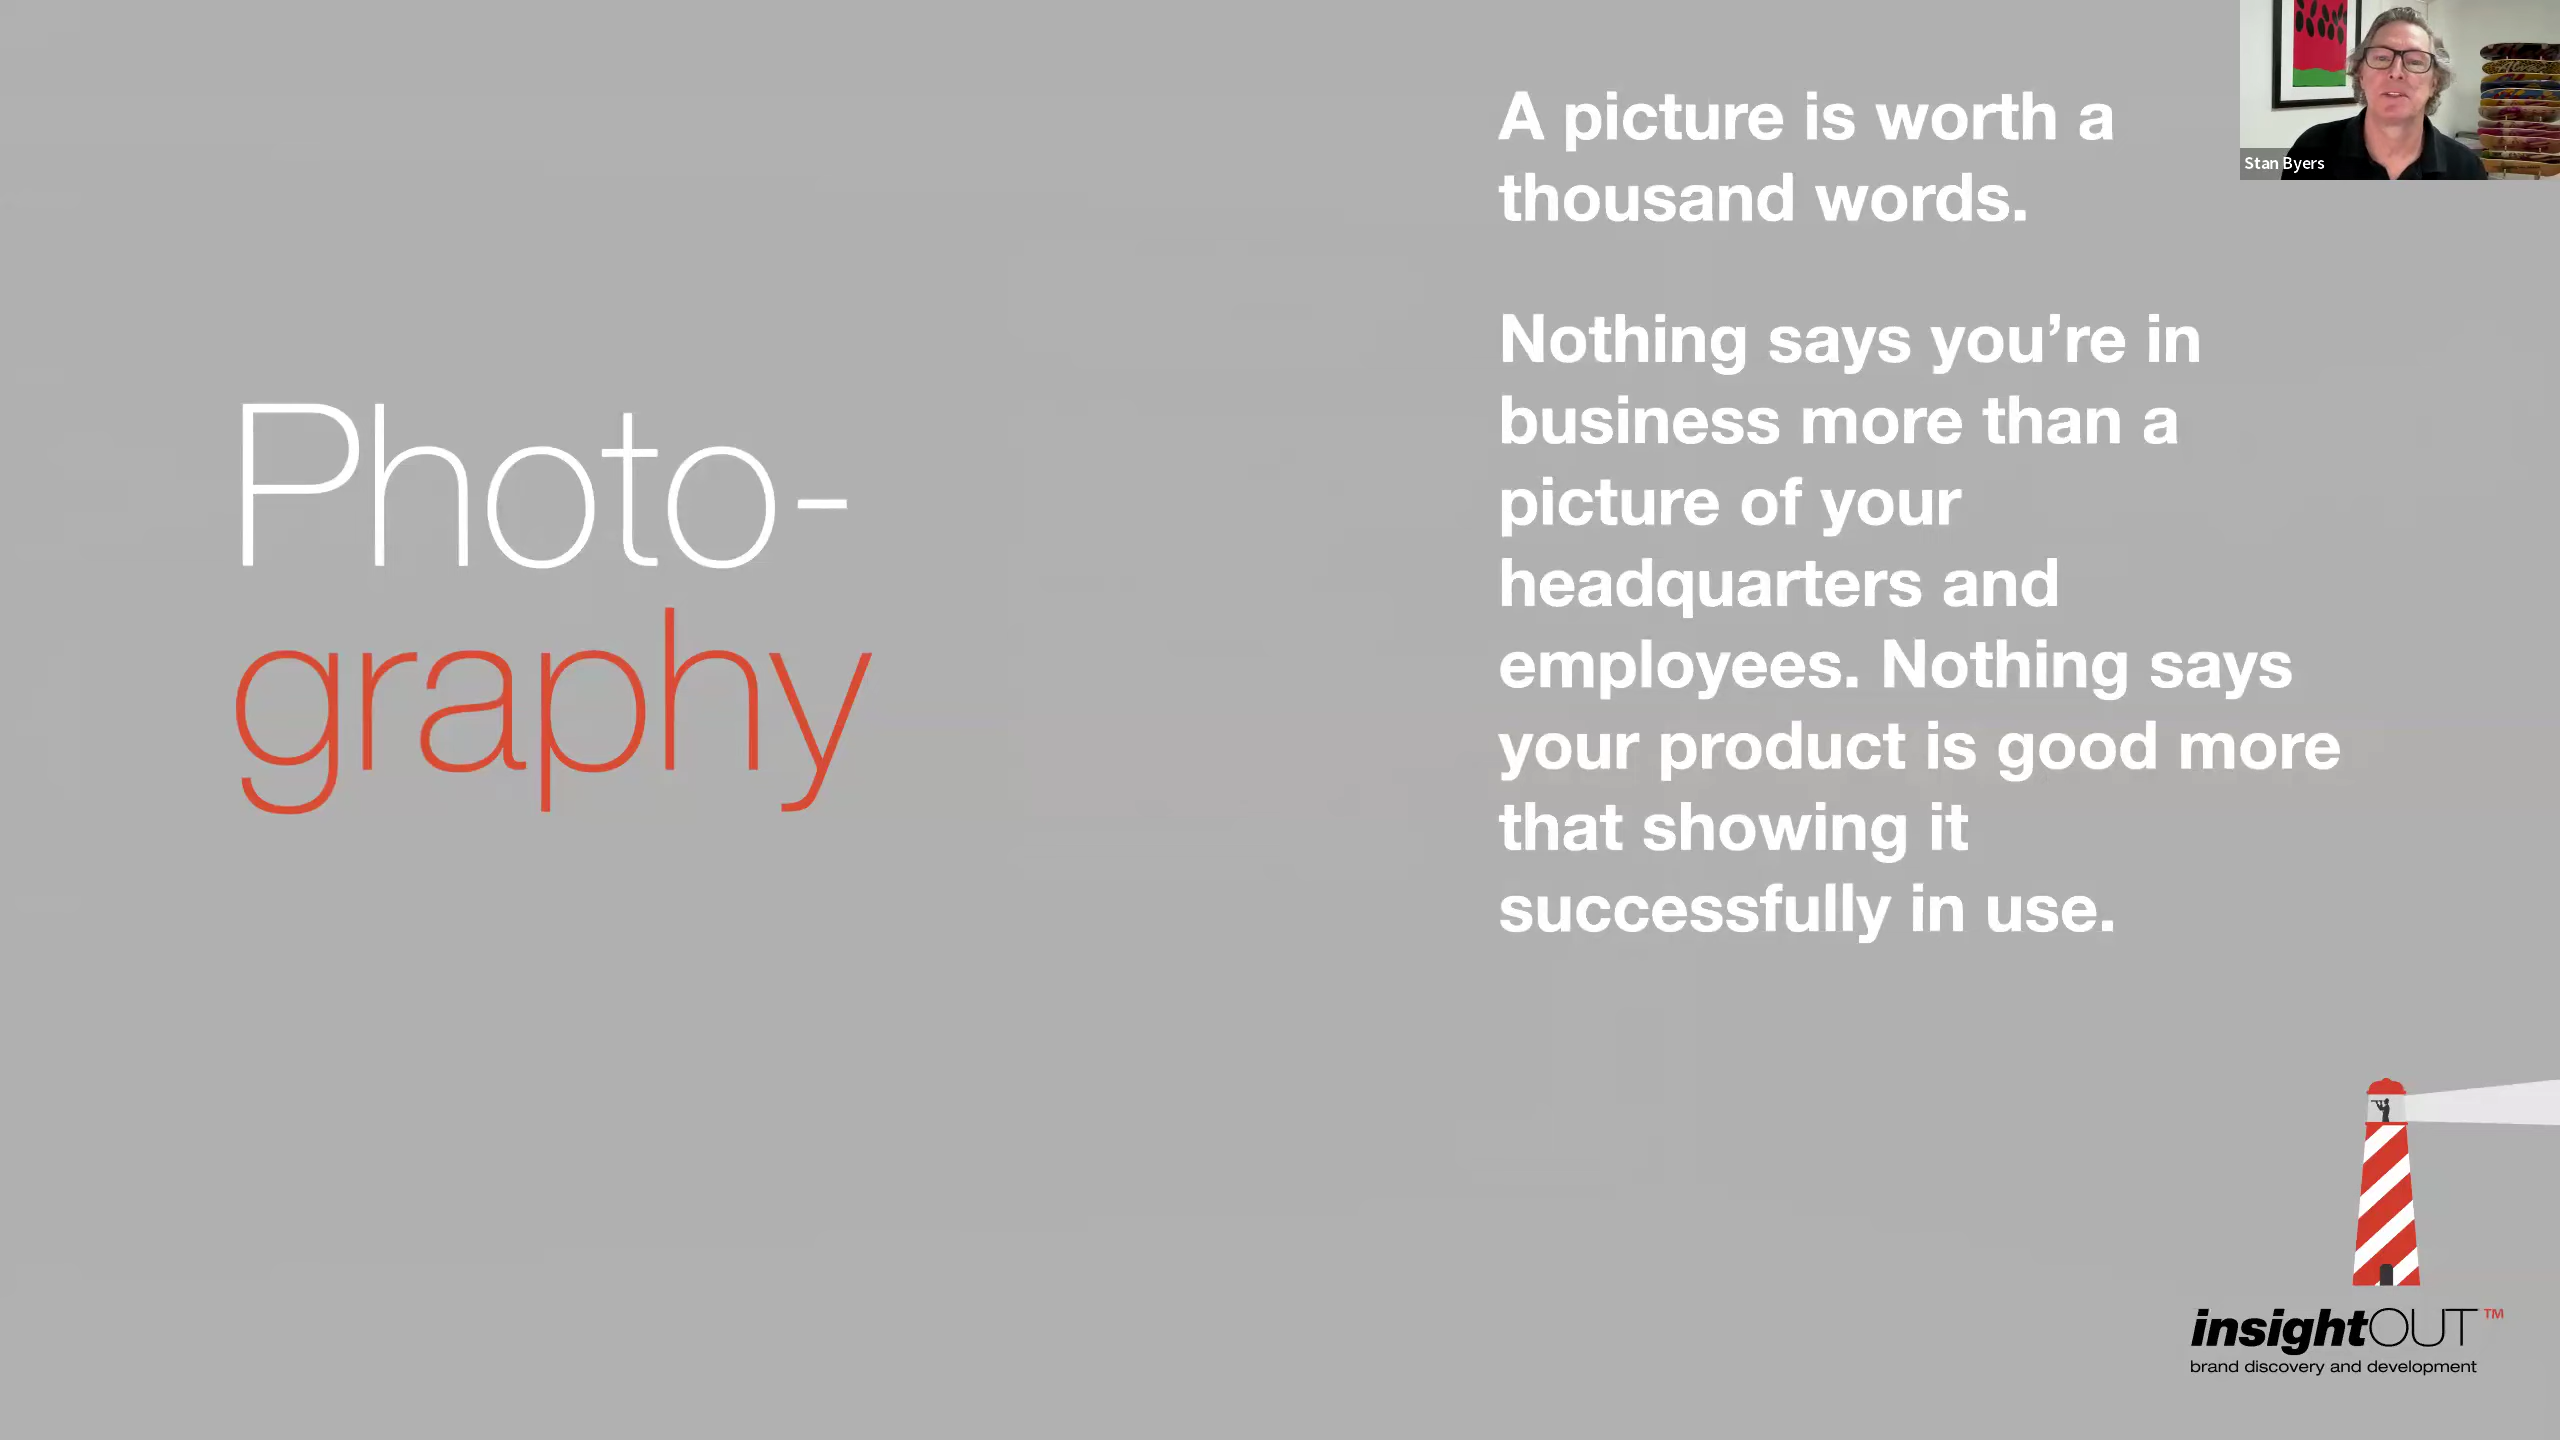 Photo-
graphy
A picture is worth a
thousand words.
Nothing says you’re in
business more than a
picture of your
headquarters and
employees. Nothing says
your product is good more
that showing it
successfully in use.
Stan Byers
insightOUT™
brand discovery and development